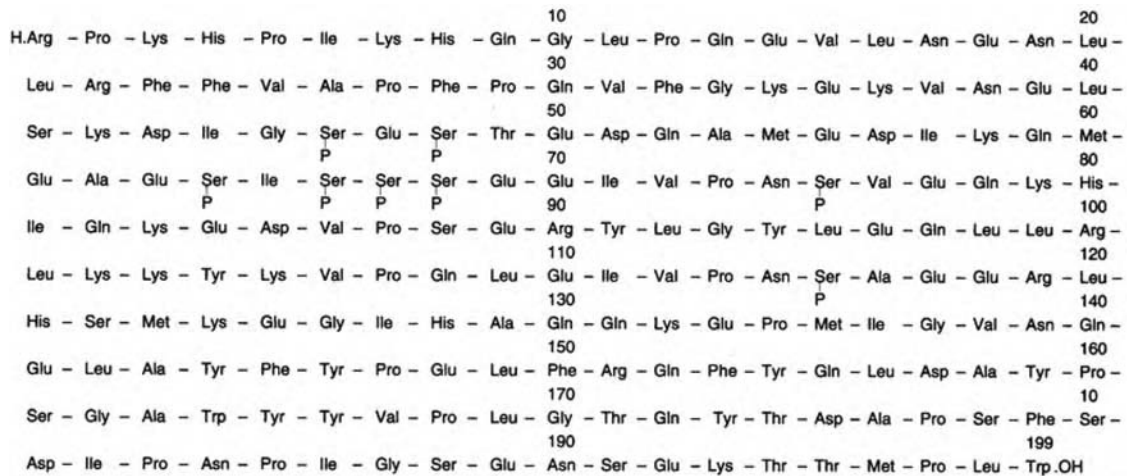 10 20
H.Arg – Pro – Lys – His – Pro – Ile – Lys – His – Gln – Gly – Leu – Pro – Gln – Glu – Val – Leu – Asn – Glu – Asn – Leu –
30 40
Leu – Arg – Phe – Phe – Val – Ala – Pro – Phe – Pro – Gln – Val – Phe – Gly – Lys – Glu – Lys – Val – Asn – Glu – Leu –
50 60
Ser – Lys – Asp – Ile – Gly – Ser – Glu – Ser – Thr – Glu – Asp – Gln – Ala – Met – Glu – Asp – Ile – Lys – Gln – Met –
P P 70 80
Glu – Ala – Glu – Ser – Ile – Ser – Ser – Ser – Glu – Glu – Ile – Val – Pro – Asn – Ser – Val – Glu – Gln – Lys – His –
P P P P 90 P 100
Ile – Gln – Lys – Glu – Asp – Val – Pro – Ser – Glu – Arg – Tyr – Leu – Gly – Tyr – Leu – Glu – Gln – Leu – Leu – Arg –
110 120
Leu – Lys – Lys – Tyr – Lys – Val – Pro – Gln – Leu – Glu – Ile – Val – Pro – Asn – Ser – Ala – Glu – Glu – Arg – Leu –
130 P 140
His – Ser – Met – Lys – Glu – Gly – Ile – His – Ala – Gln – Gln – Lys – Glu – Pro – Met – Ile – Gly – Val – Asn – Gln –
150 160
Glu – Leu – Ala – Tyr – Phe – Tyr – Pro – Glu – Leu – Phe – Arg – Gln – Phe – Tyr – Gln – Leu – Asp – Ala – Tyr – Pro –
170 10
Ser – Gly – Ala – Trp – Tyr – Tyr – Val – Pro – Leu – Gly – Thr – Gln – Tyr – Thr – Asp – Ala – Pro – Ser – Phe – Ser –
190 199
Asp – Ile – Pro – Asn – Pro – Ile – Gly – Ser – Glu – Asn – Ser – Glu – Lys – Thr – Thr – Met – Pro – Leu – Trp .OH